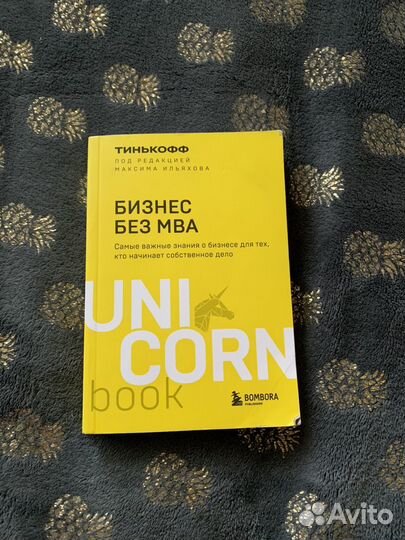 ТИНЬКОФФ
ПОД РЕДАКЦИЕЙ
МАКСИМА ИЛЬЯХОВА
БИЗНЕС
БЕЗ MBA
Самые важные знания о бизнесе для тех,
кто начинает собственное дело
UNI
CORN
book
BOMBORA
PUBLISHING
Avito